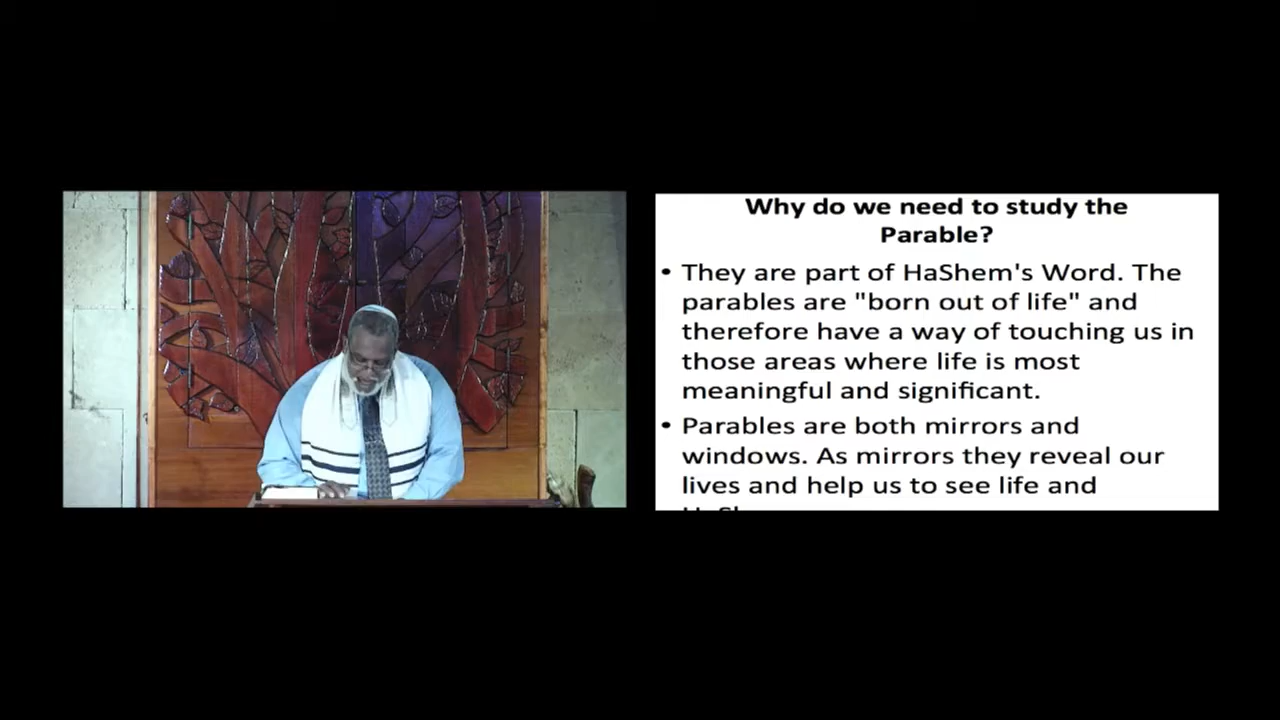 Why do we need to study the
Parable?
• They are part of HaShem's Word. The
parables are "born out of life" and
therefore have a way of touching us in
those areas where life is most
meaningful and significant.
• Parables are both mirrors and
windows. As mirrors they reveal our
lives and help us to see life and